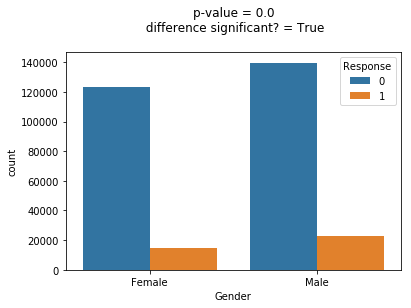 p-value = 0.0
difference significant? = True
Response
0
1
140000
120000
100000
80000
60000
40000
20000
0
count
Female
Male
Gender